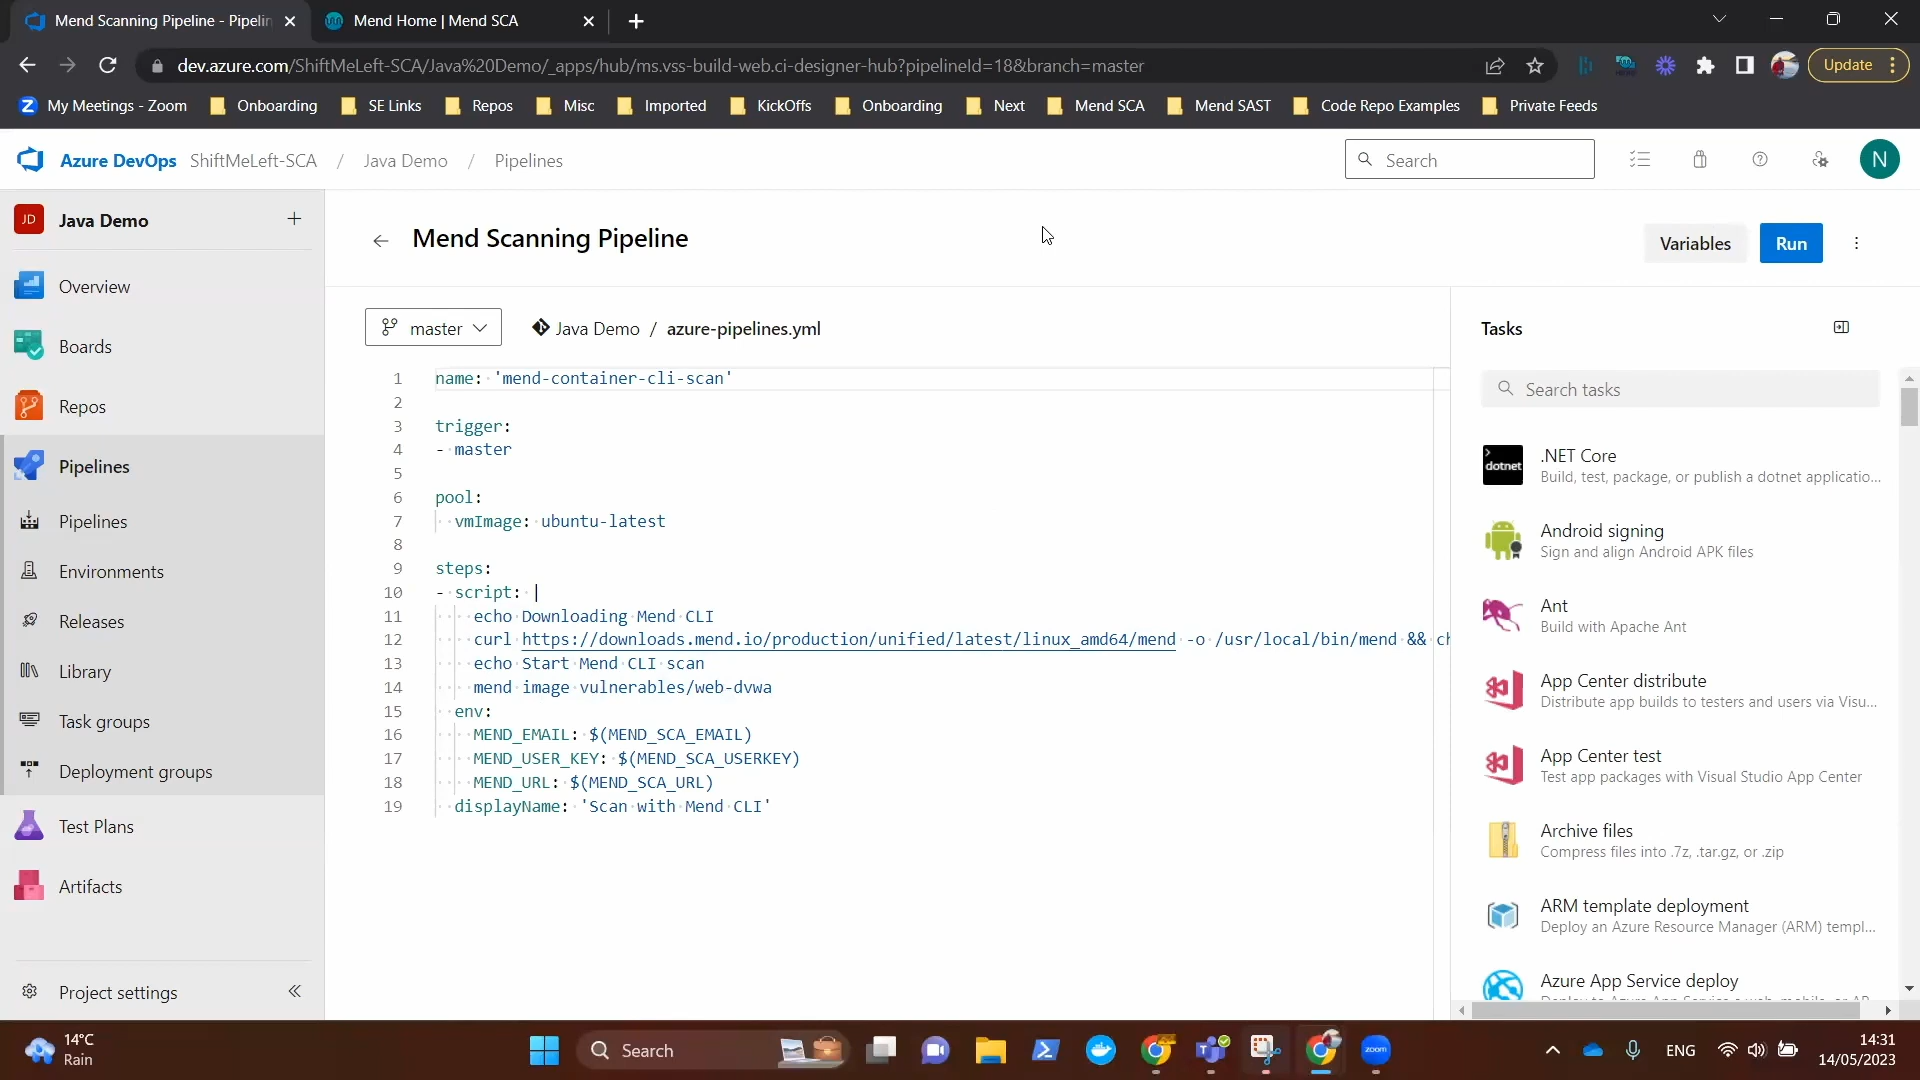 Mend Scanning Pipeline - Pipelin
Mend Home | Mend SCA
dev.azure.com/ShiftMeLeft-SCA/Java%20Demo/_apps/hub/ms.vss-build-web.ci-designer-hub?pipelineId=18&branch=master
Update
My Meetings - Zoom
Onboarding
SE Links
Repos
Misc
Imported
KickOffs
Onboarding
Next
Mend SCA
Mend SAST
Code Repo Examples
Private Feeds
Azure DevOps ShiftMeLeft-SCA / Java Demo / Pipelines
Search
N
JD Java Demo
Overview
Boards
Repos
Pipelines
Pipelines
Environments
Releases
Library
Task groups
Deployment groups
Test Plans
Artifacts
Project settings
Mend Scanning Pipeline
Variables
Run
master
Java Demo / azure-pipelines.yml
1 name: 'mend-container-cli-scan'
2
3 trigger:
4 - master
5
6 pool:
7 vmImage: ubuntu-latest
8
9 steps:
10 - script: |
11 echo Downloading Mend CLI
12 curl https://downloads.mend.io/production/unified/latest/linux_amd64/mend -o /usr/local/bin/mend && ch
13 echo Start Mend CLI scan
14 mend image vulnerables/web-dvwa
15 env:
16 MEND_EMAIL: $(MEND_SCA_EMAIL)
17 MEND_USER_KEY: $(MEND_SCA_USERKEY)
18 MEND_URL: $(MEND_SCA_URL)
19 displayName: 'Scan with Mend CLI'
Tasks
Search tasks
dotnet
.NET Core
Build, test, package, or publish a dotnet applicatio...
Android signing
Sign and align Android APK files
Ant
Build with Apache Ant
App Center distribute
Distribute app builds to testers and users via Visu...
App Center test
Test app packages with Visual Studio App Center
Archive files
Compress files into .7z, .tar.gz, or .zip
ARM template deployment
Deploy an Azure Resource Manager (ARM) templ...
Azure App Service deploy
14°C
Rain
Search
zoom
ENG
14:31
14/05/2023